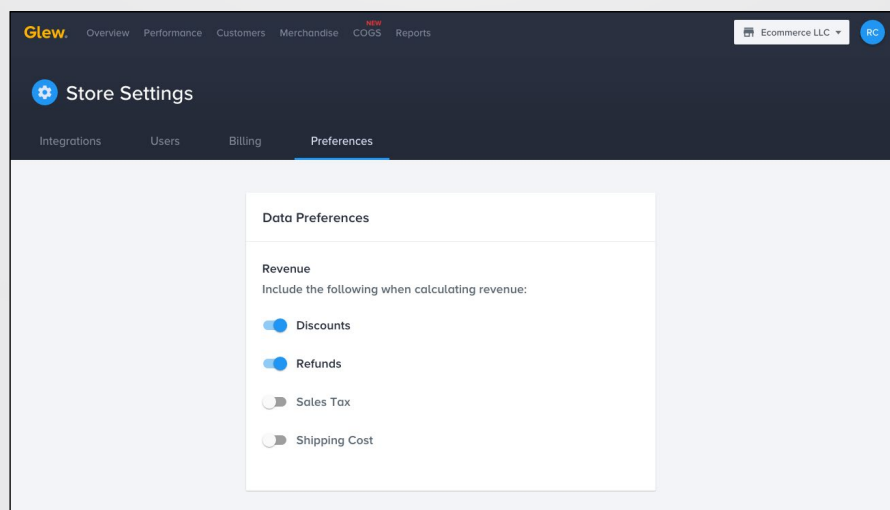 NEW
Glew. Overview Performance Customers Merchandise COGS Reports Ecommerce LLC RC
Store Settings
Integrations Users Billing Preferences
Data Preferences
Revenue
Include the following when calculating revenue:
Discounts
Refunds
Sales Tax
Shipping Cost